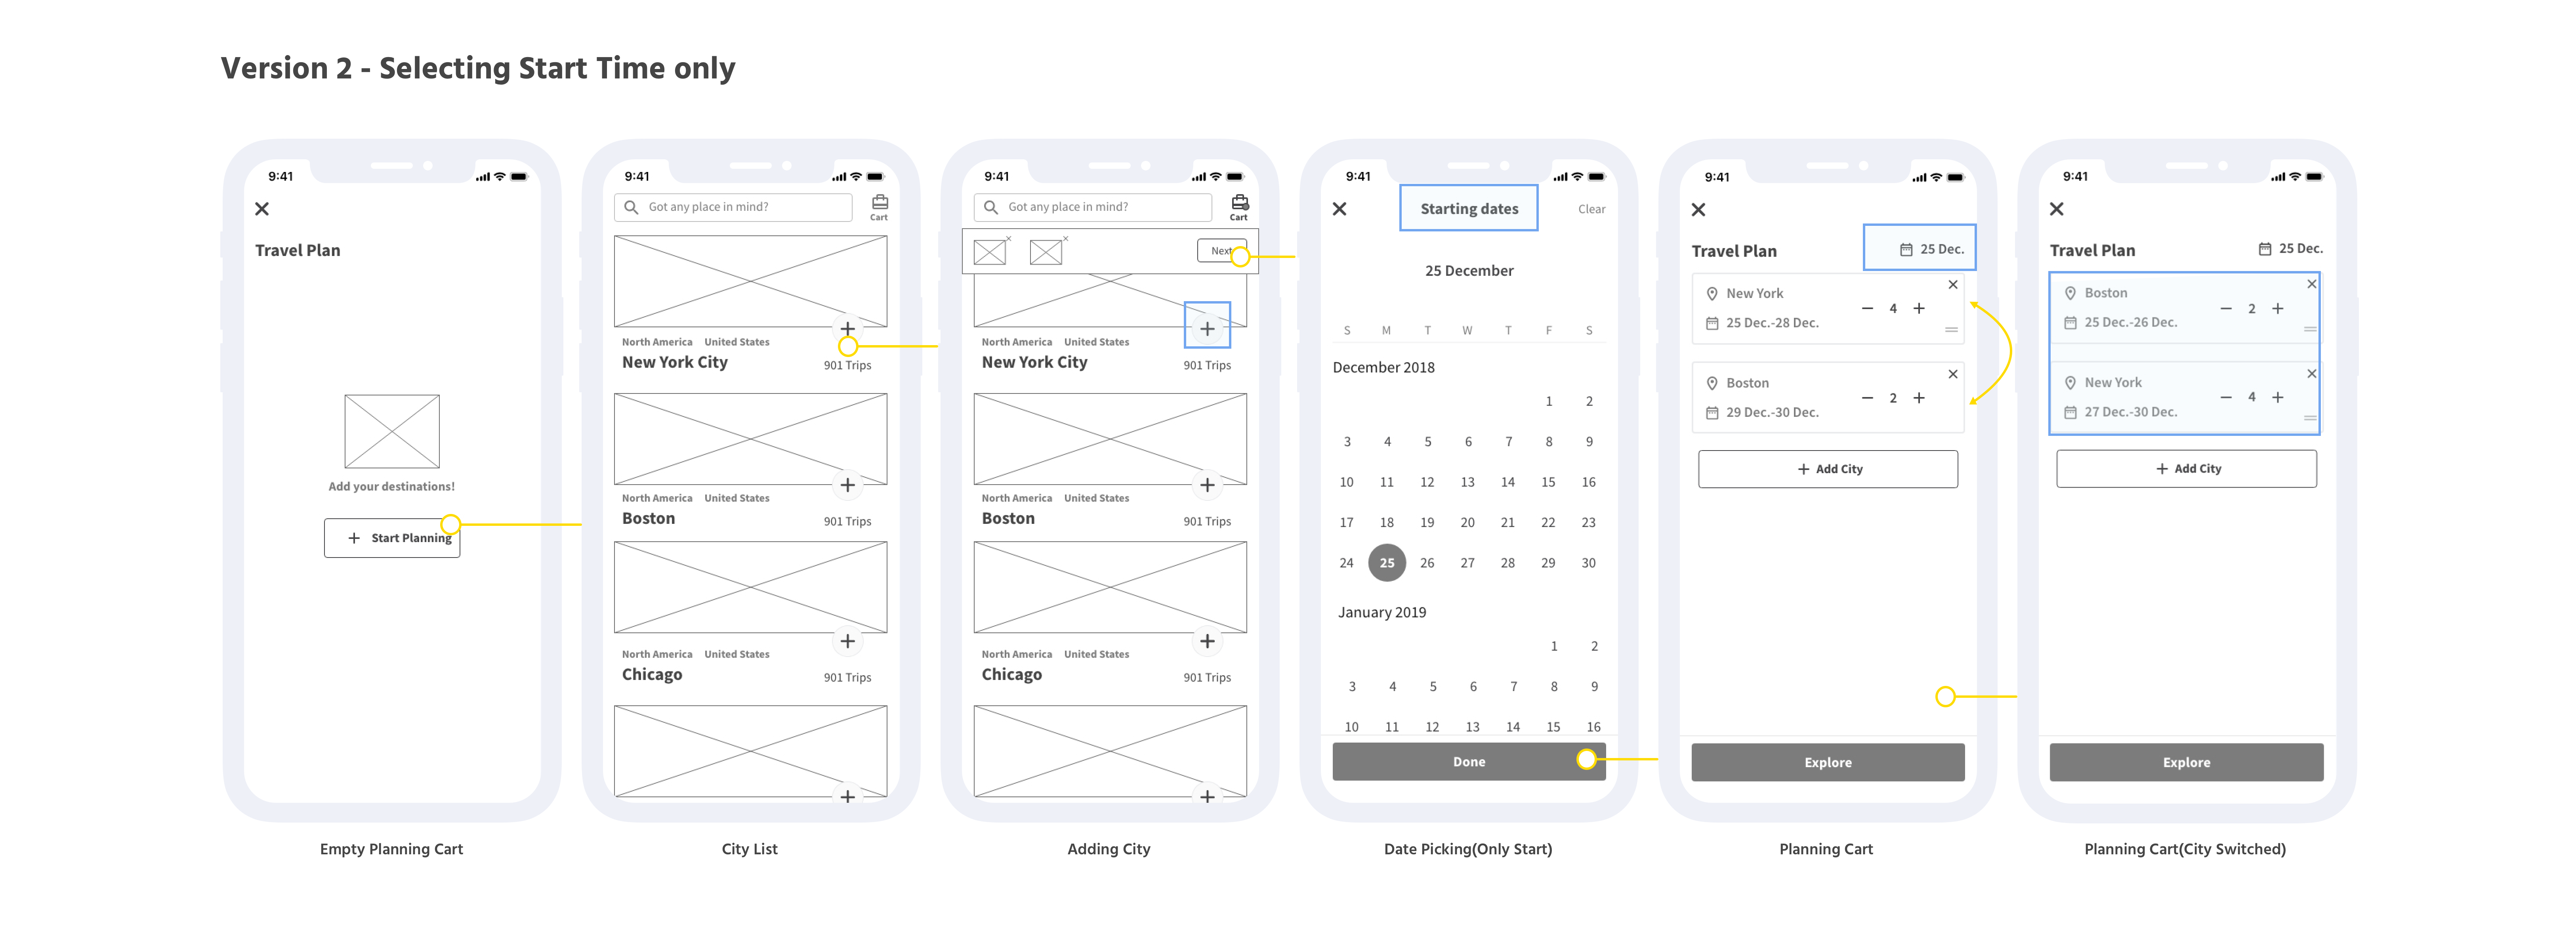 Version 2 - Selecting Start Time only
9:41
Travel Plan
Add your destinations!
+ Start Planning
Empty Planning Cart
9:41
Got any place in mind?
Cart
+
North America United States
New York City 901 Trips
+
North America United States
Boston 901 Trips
+
North America United States
Chicago 901 Trips
+
City List
9:41
Got any place in mind?
Cart
Next
+
North America United States
New York City 901 Trips
+
North America United States
Boston 901 Trips
+
North America United States
Chicago 901 Trips
+
Adding City
9:41
Starting dates Clear
25 December
S M T W T F S
December 2018
1 2
3 4 5 6 7 8 9
10 11 12 13 14 15 16
17 18 19 20 21 22 23
24 25 26 27 28 29 30
January 2019
1 2
3 4 5 6 7 8 9
10 11 12 13 14 15 16
Done
Date Picking(Only Start)
9:41
Travel Plan 25 Dec.
New York
25 Dec.-28 Dec.
− 4 +
Boston
29 Dec.-30 Dec.
− 2 +
+ Add City
Explore
Planning Cart
9:41
Travel Plan 25 Dec.
Boston
25 Dec.-26 Dec.
− 2 +
New York
27 Dec.-30 Dec.
− 4 +
+ Add City
Explore
Planning Cart(City Switched)